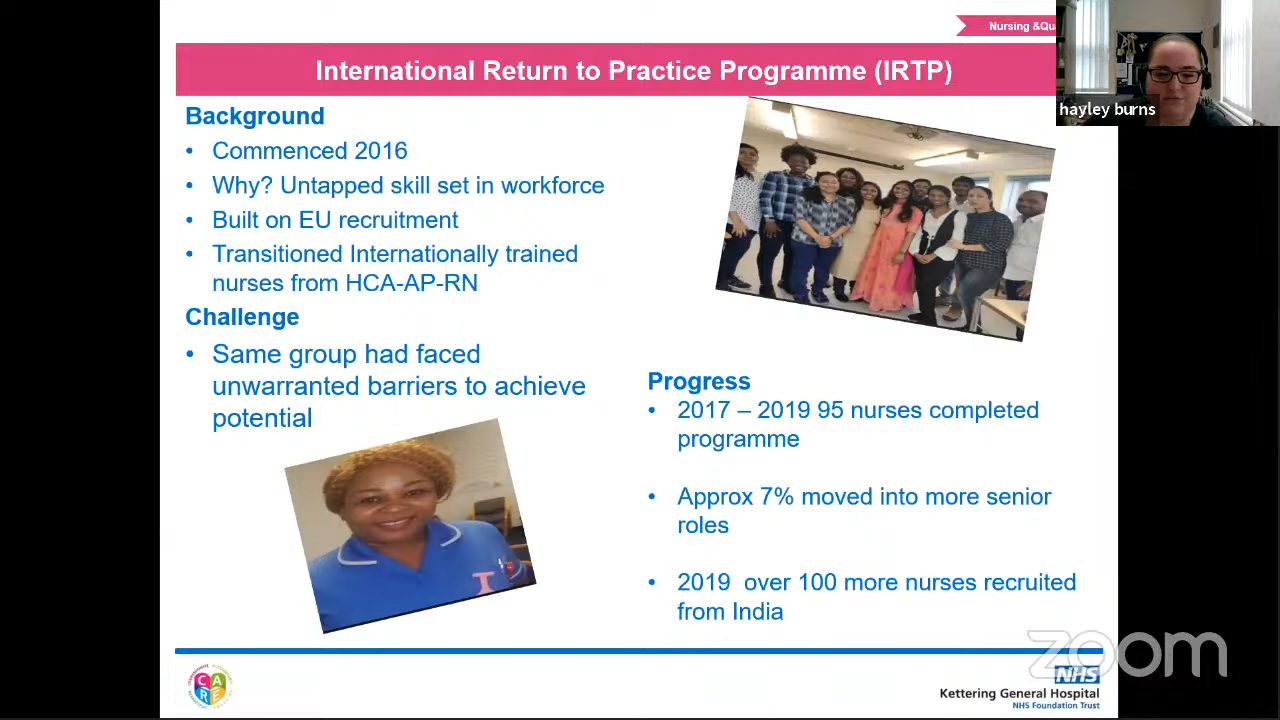 Nursing &Qua
International Return to Practice Programme (IRTP)
hayley burns
Background
• Commenced 2016
• Why? Untapped skill set in workforce
• Built on EU recruitment
• Transitioned Internationally trained
nurses from HCA-AP-RN
Challenge
• Same group had faced
unwarranted barriers to achieve
potential
Progress
• 2017 – 2019 95 nurses completed
programme
• Approx 7% moved into more senior
roles
• 2019 over 100 more nurses recruited
from India
zoom
CARE
NHS
Kettering General Hospital
NHS Foundation Trust